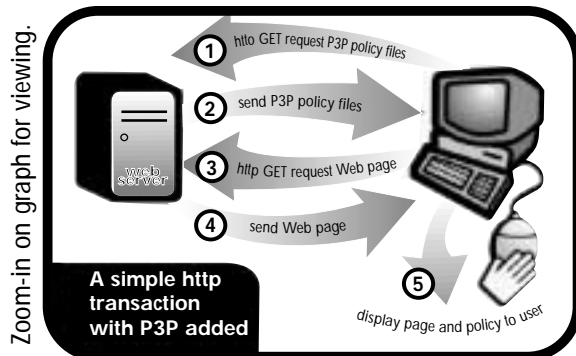 Zoom-in on graph for viewing.
1 htto GET request P3P policy files
2 send P3P policy files
3 http GET request Web page
4 send Web page
5
display page and policy to user
web
server
A simple http
transaction
with P3P added